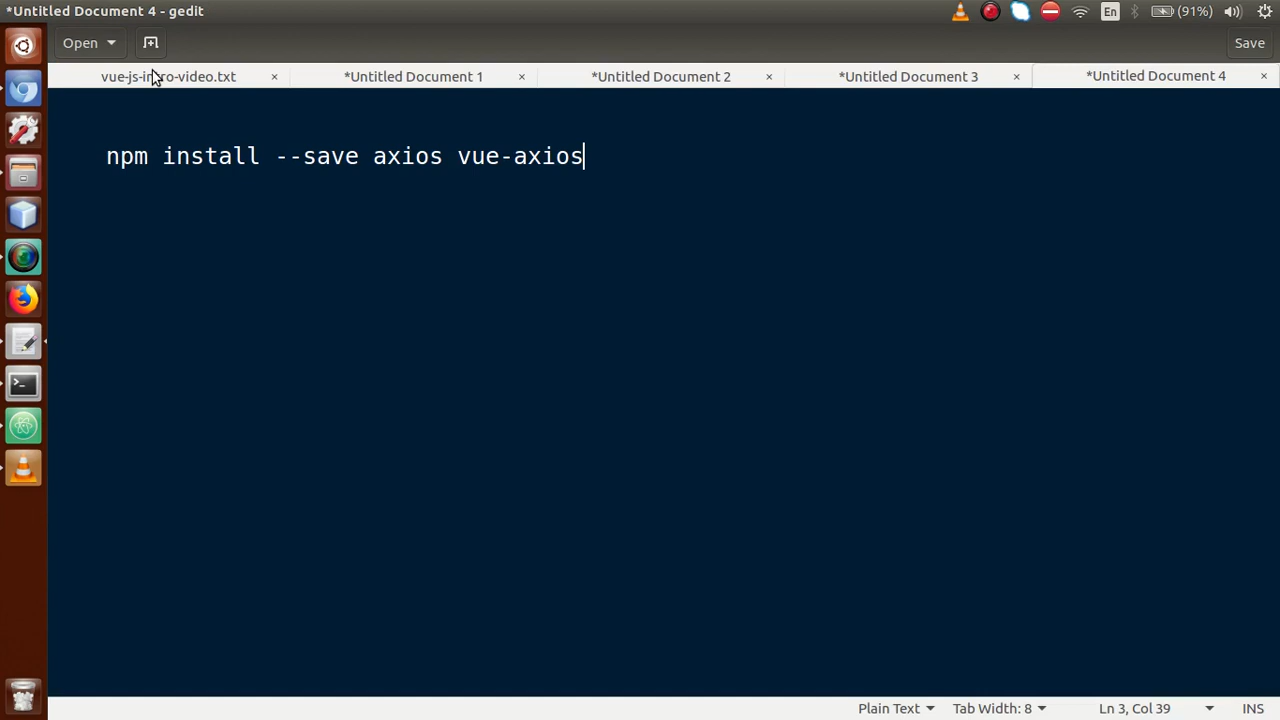 *Untitled Document 4 - gedit
En
(91%)
Open
Save
vue-js-intro-video.txt
*Untitled Document 1
*Untitled Document 2
*Untitled Document 3
*Untitled Document 4
npm install --save axios vue-axios
Plain Text
Tab Width: 8
Ln 3, Col 39
INS